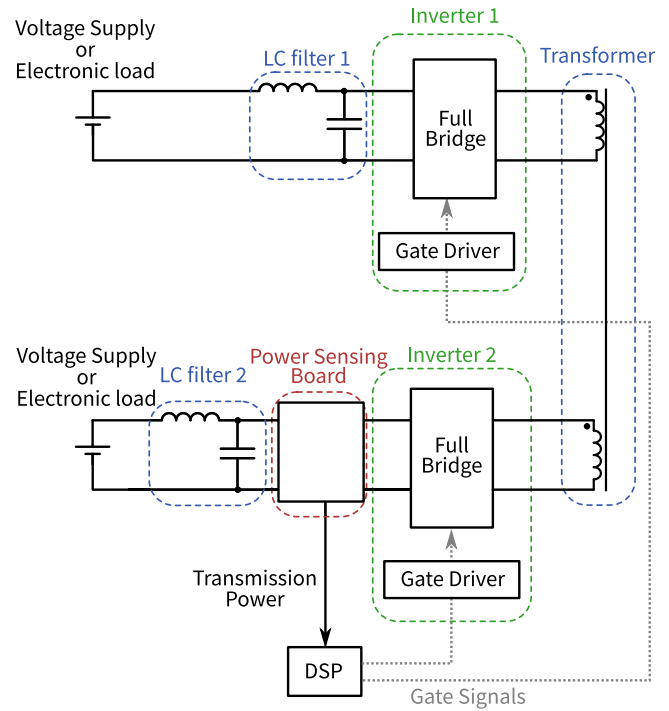 Voltage Supply
or
Electronic load
LC filter 1
Inverter 1
Transformer
Full
Bridge
Gate Driver
Voltage Supply
or
Electronic load
LC filter 2
Power Sensing
Board
Inverter 2
Full
Bridge
Gate Driver
Transmission
Power
DSP
Gate Signals